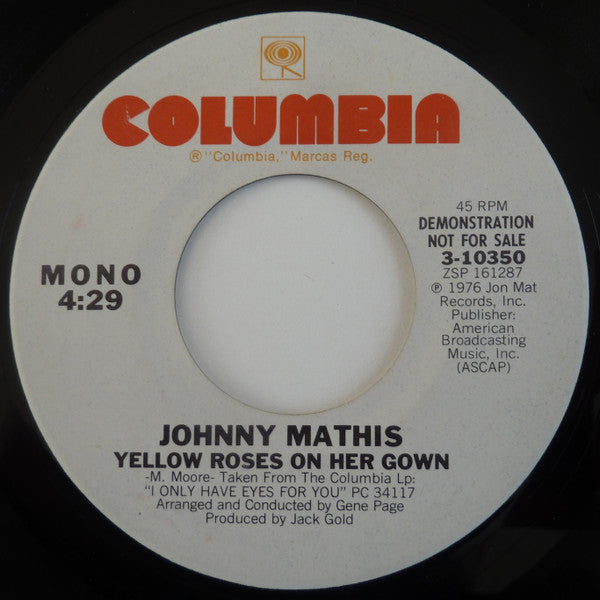 COLUMBIA
®"Columbia," Marcas Reg.
MONO
4:29
45 RPM
DEMONSTRATION
NOT FOR SALE
3-10350
ZSP 161287
℗ 1976 Jon Mat
Records, Inc.
Publisher:
American
Broadcasting
Music, Inc.
(ASCAP)
JOHNNY MATHIS
YELLOW ROSES ON HER GOWN
-M. Moore- Taken From The Columbia Lp:
"I ONLY HAVE EYES FOR YOU" PC 34117
Arranged and Conducted by Gene Page
Produced by Jack Gold